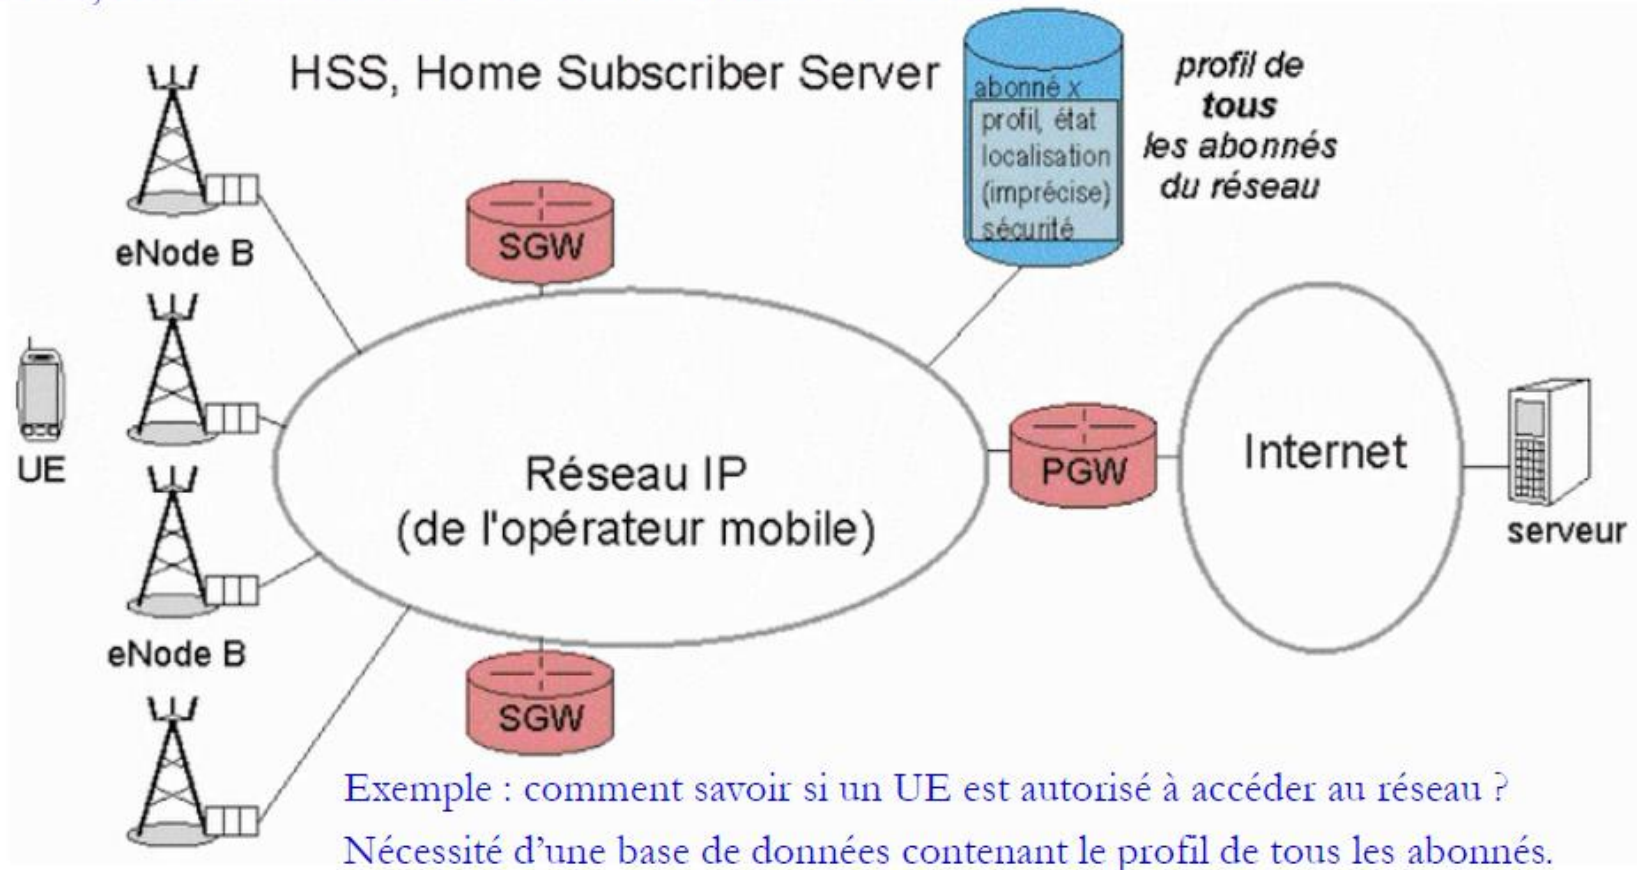 HSS, Home Subscriber Server
abonné x
profil, état
localisation
(imprécise)
sécurité
profil de
tous
les abonnés
du réseau
eNode B
SGW
UE
Réseau IP
(de l'opérateur mobile)
PGW
Internet
serveur
eNode B
SGW
Exemple : comment savoir si un UE est autorisé à accéder au réseau ?
Nécessité d'une base de données contenant le profil de tous les abonnés.